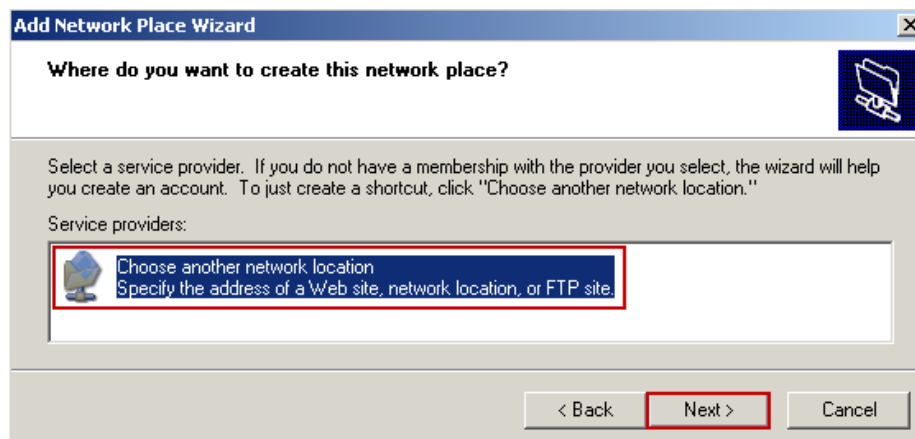 Add Network Place Wizard
Where do you want to create this network place?
Select a service provider. If you do not have a membership with the provider you select, the wizard will help
you create an account. To just create a shortcut, click "Choose another network location."
Service providers:
Choose another network location
Specify the address of a Web site, network location, or FTP site.
< Back Next > Cancel